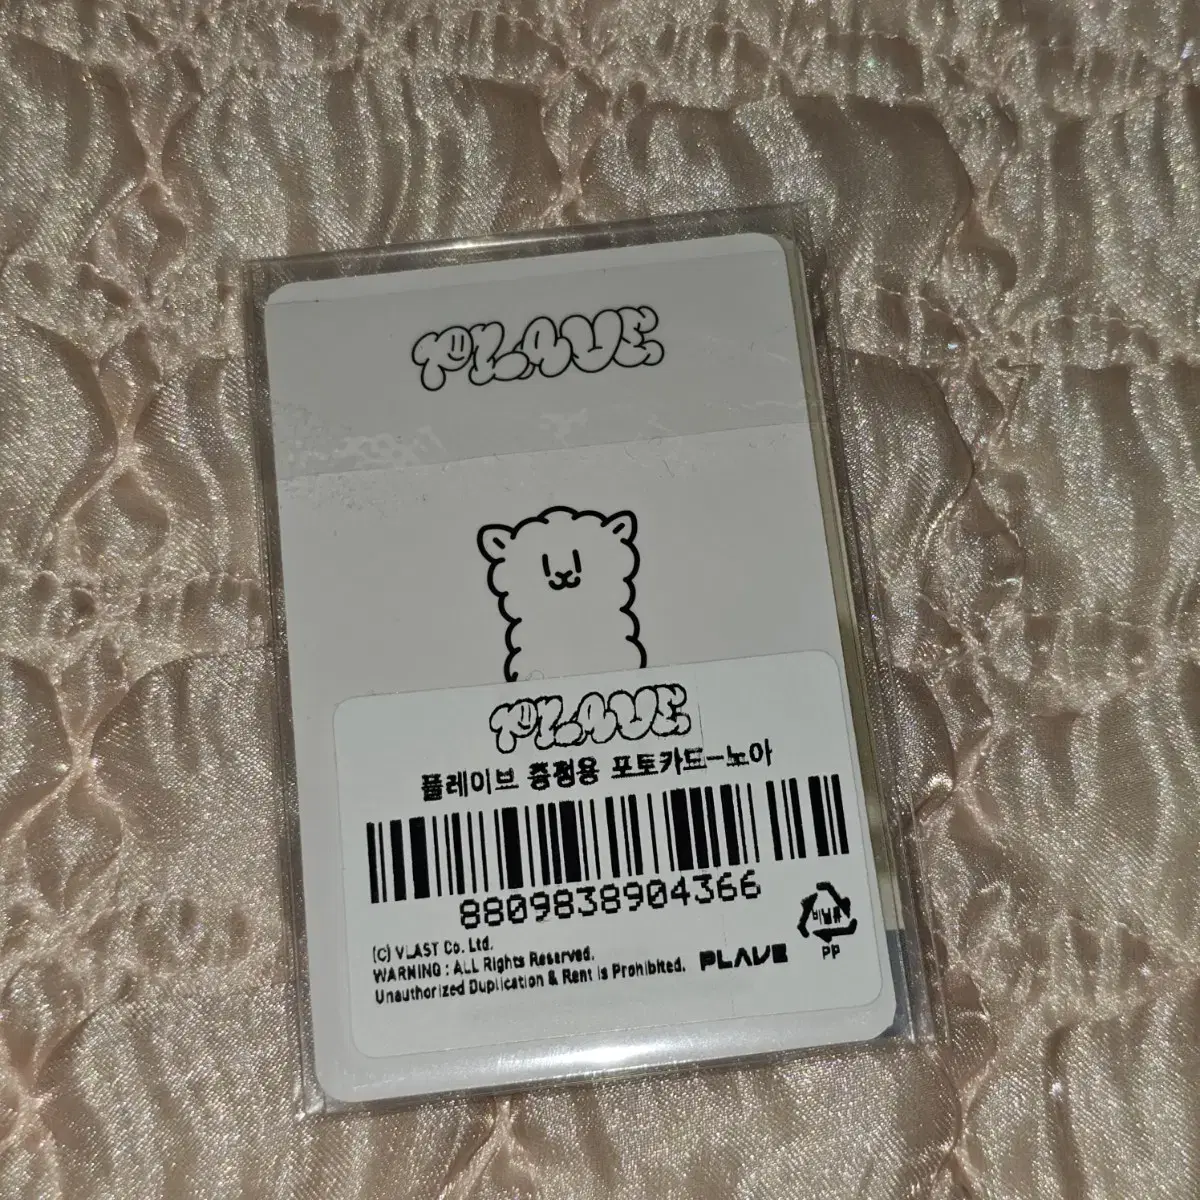 PLAVE
PLAVE
플레이브 증정용 포토카드-노아
8809838904366
(C) VLAST Co. Ltd.
WARNING : ALL Rights Reserved.
Unauthorized Duplication & Rent is Prohibited.
PLAVE
비닐류
PP